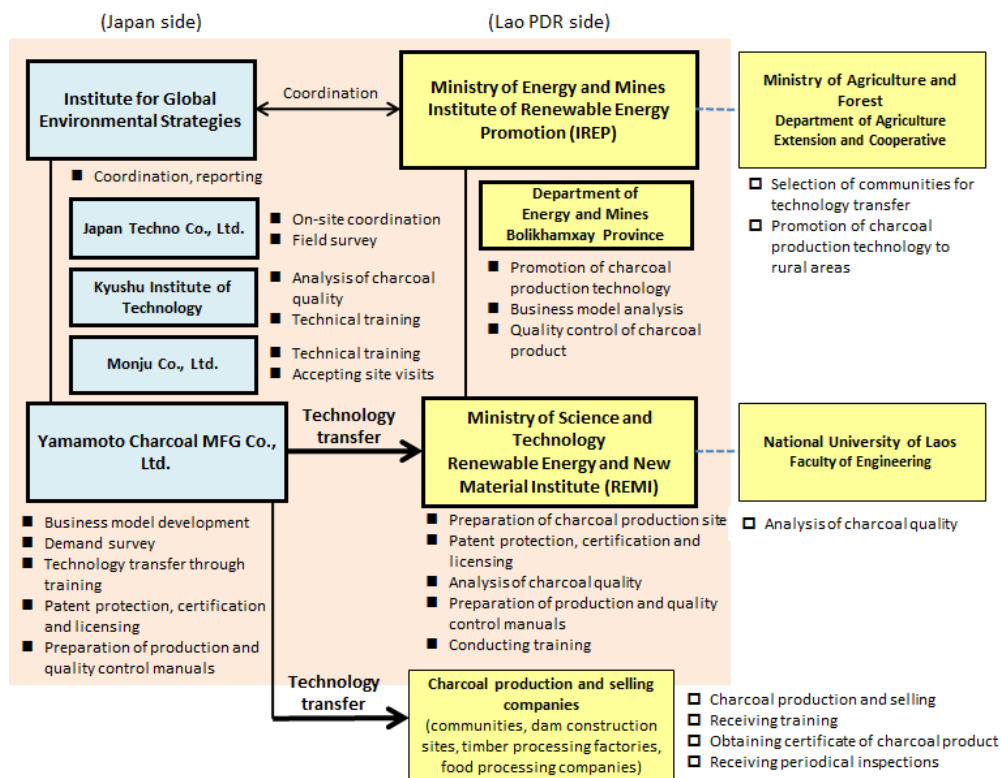 (Japan side)
(Lao PDR side)
Institute for Global
Environmental Strategies
Coordination
Ministry of Energy and Mines
Institute of Renewable Energy
Promotion (IREP)
Ministry of Agriculture and
Forest
Department of Agriculture
Extension and Cooperative
■ Coordination, reporting
Japan Techno Co., Ltd.
■ On-site coordination
■ Field survey
Kyushu Institute of
Technology
■ Analysis of charcoal
quality
■ Technical training
Monju Co., Ltd.
■ Technical training
■ Accepting site visits
Department of
Energy and Mines
Bolikhamxay Province
■ Promotion of charcoal
production technology
■ Business model analysis
■ Quality control of charcoal
product
□ Selection of communities for
technology transfer
□ Promotion of charcoal
production technology to
rural areas
Yamamoto Charcoal MFG Co.,
Ltd.
Technology
transfer
Ministry of Science and
Technology
Renewable Energy and New
Material Institute (REMI)
National University of Laos
Faculty of Engineering
■ Business model development
■ Demand survey
■ Technology transfer through
training
■ Patent protection, certification
and licensing
■ Preparation of production and
quality control manuals
■ Preparation of charcoal production site
■ Patent protection, certification and
licensing
■ Analysis of charcoal quality
■ Preparation of production and quality
control manuals
■ Conducting training
□ Analysis of charcoal quality
Technology
transfer
Charcoal production and selling
companies
(communities, dam construction
sites, timber processing factories,
food processing companies)
□ Charcoal production and selling
□ Receiving training
□ Obtaining certificate of charcoal product
□ Receiving periodical inspections